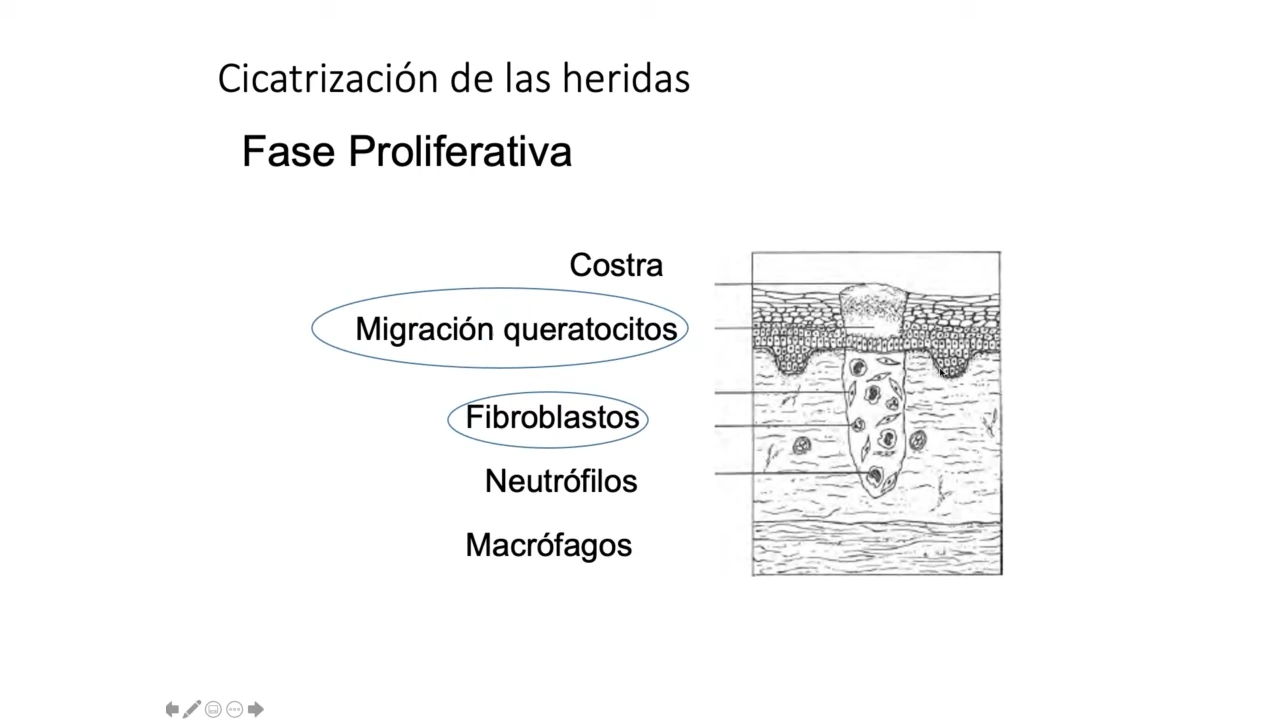 Cicatrización de las heridas
Fase Proliferativa
Costra
Migración queratocitos
Fibroblastos
Neutrófilos
Macrófagos